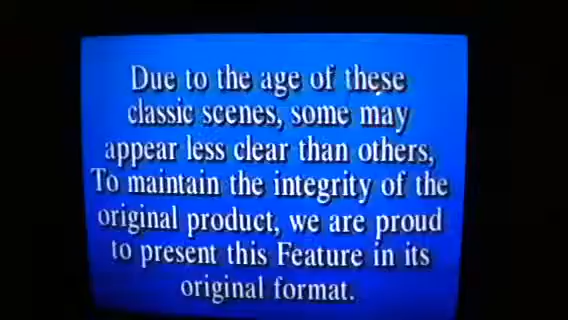 Due to the age of these
classic scenes, some may
appear less clear than others,
To maintain the integrity of the
original product, we are proud
to present this Feature in its
original format.